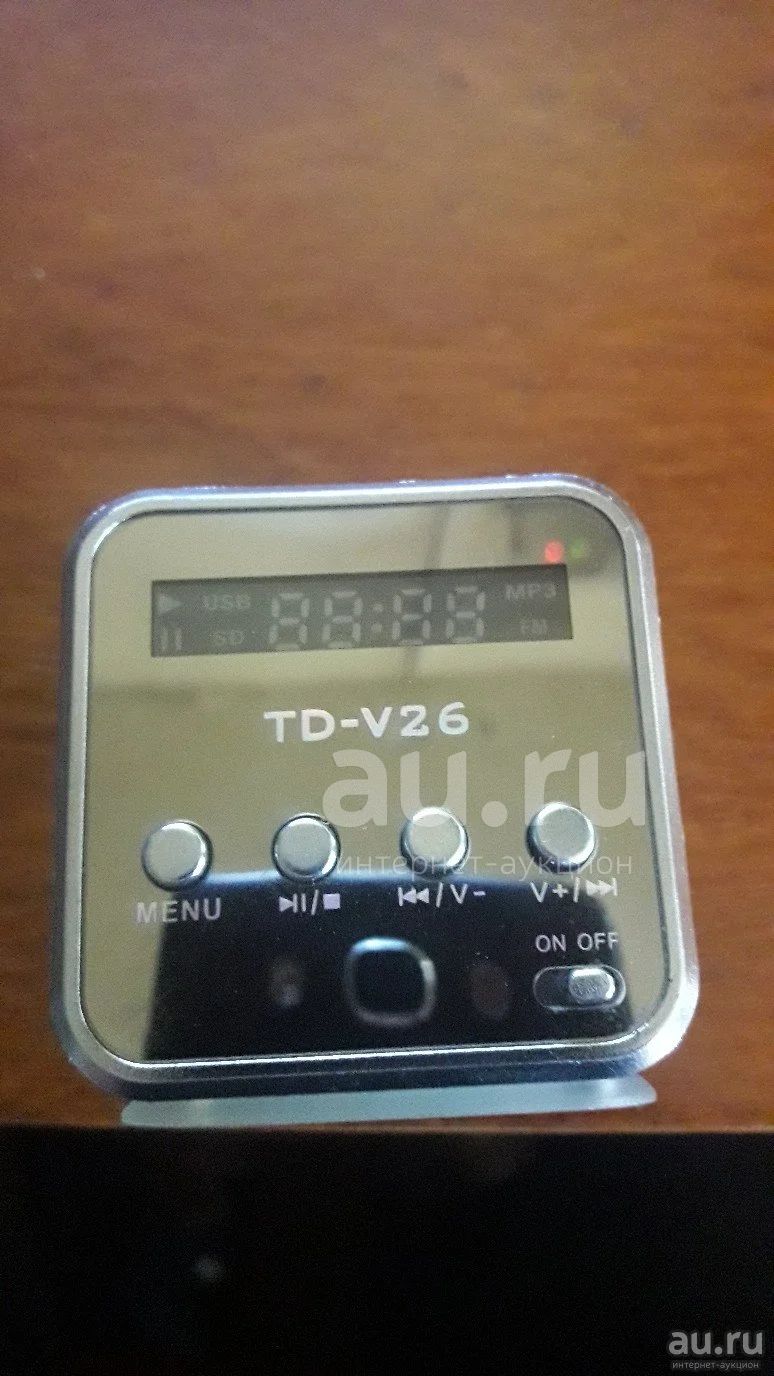 ▶ USB 88:88 MP3
II SD FM
TD-V26
au.ru
интернет-аукцион
MENU ▶II/■ I◀◀/V- V+/▶▶I
ON OFF
au.ru
интернет-аукцион